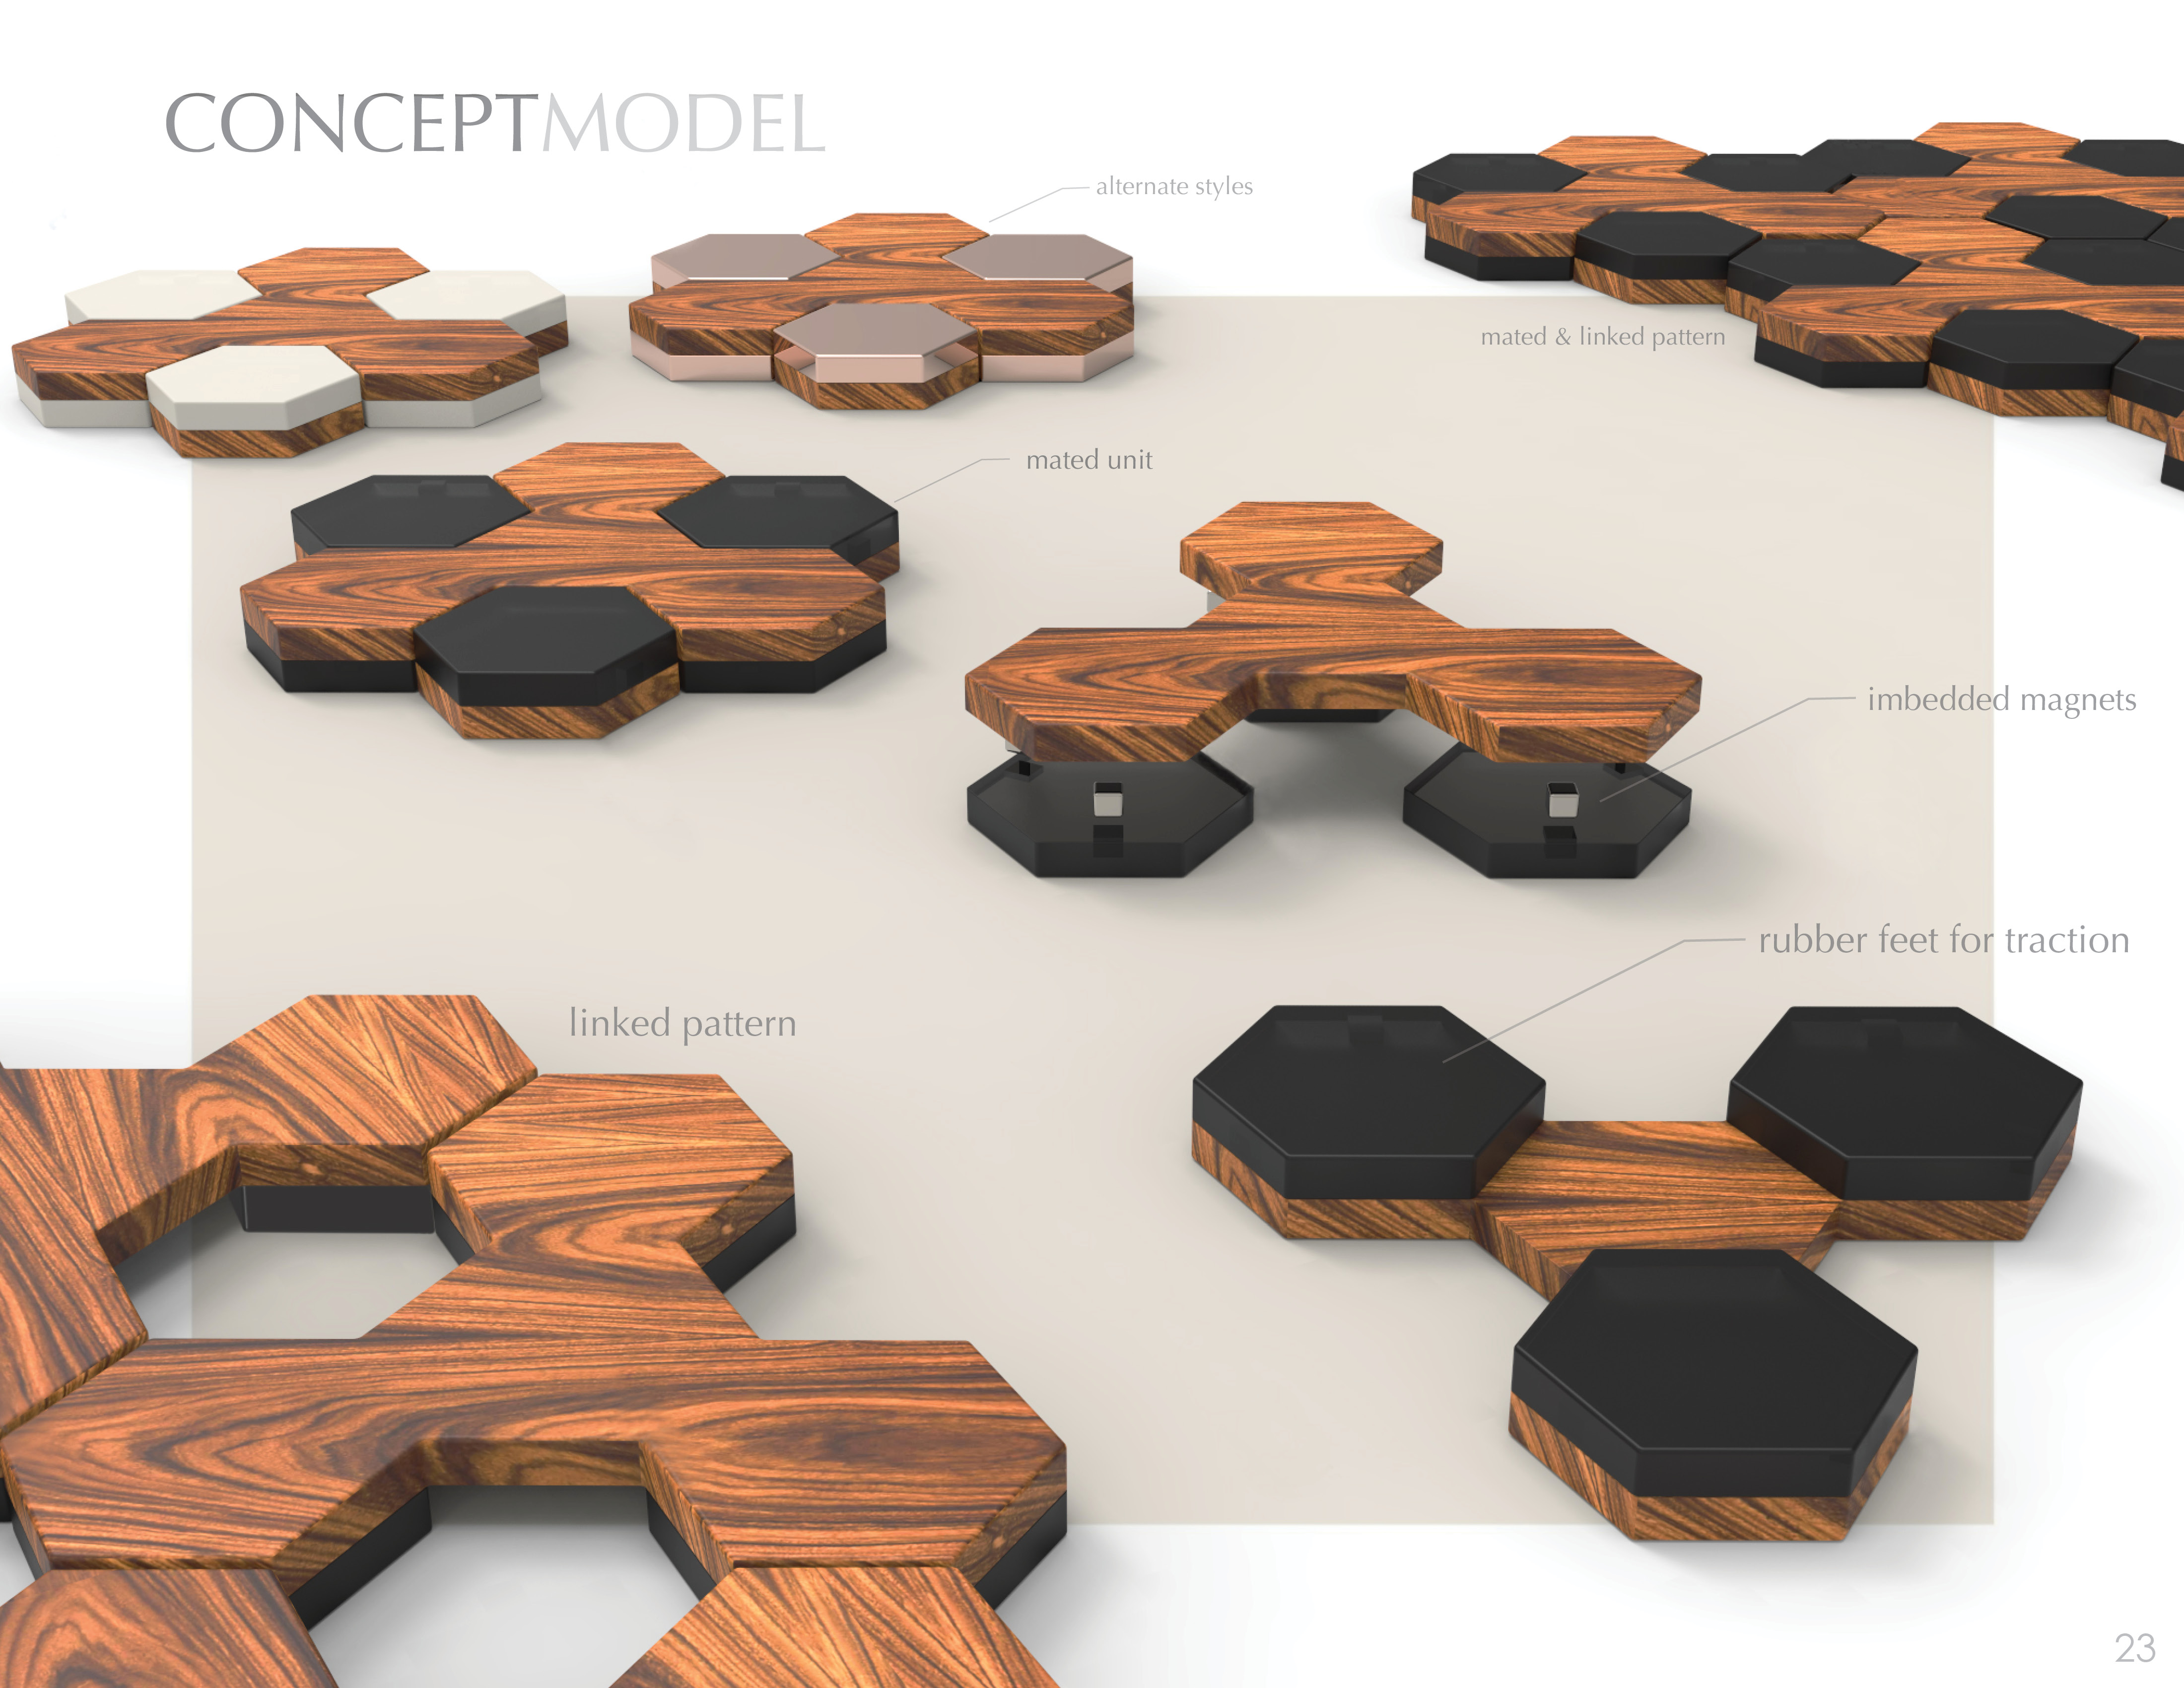 CONCEPTMODEL
alternate styles
mated & linked pattern
mated unit
imbedded magnets
rubber feet for traction
linked pattern
23